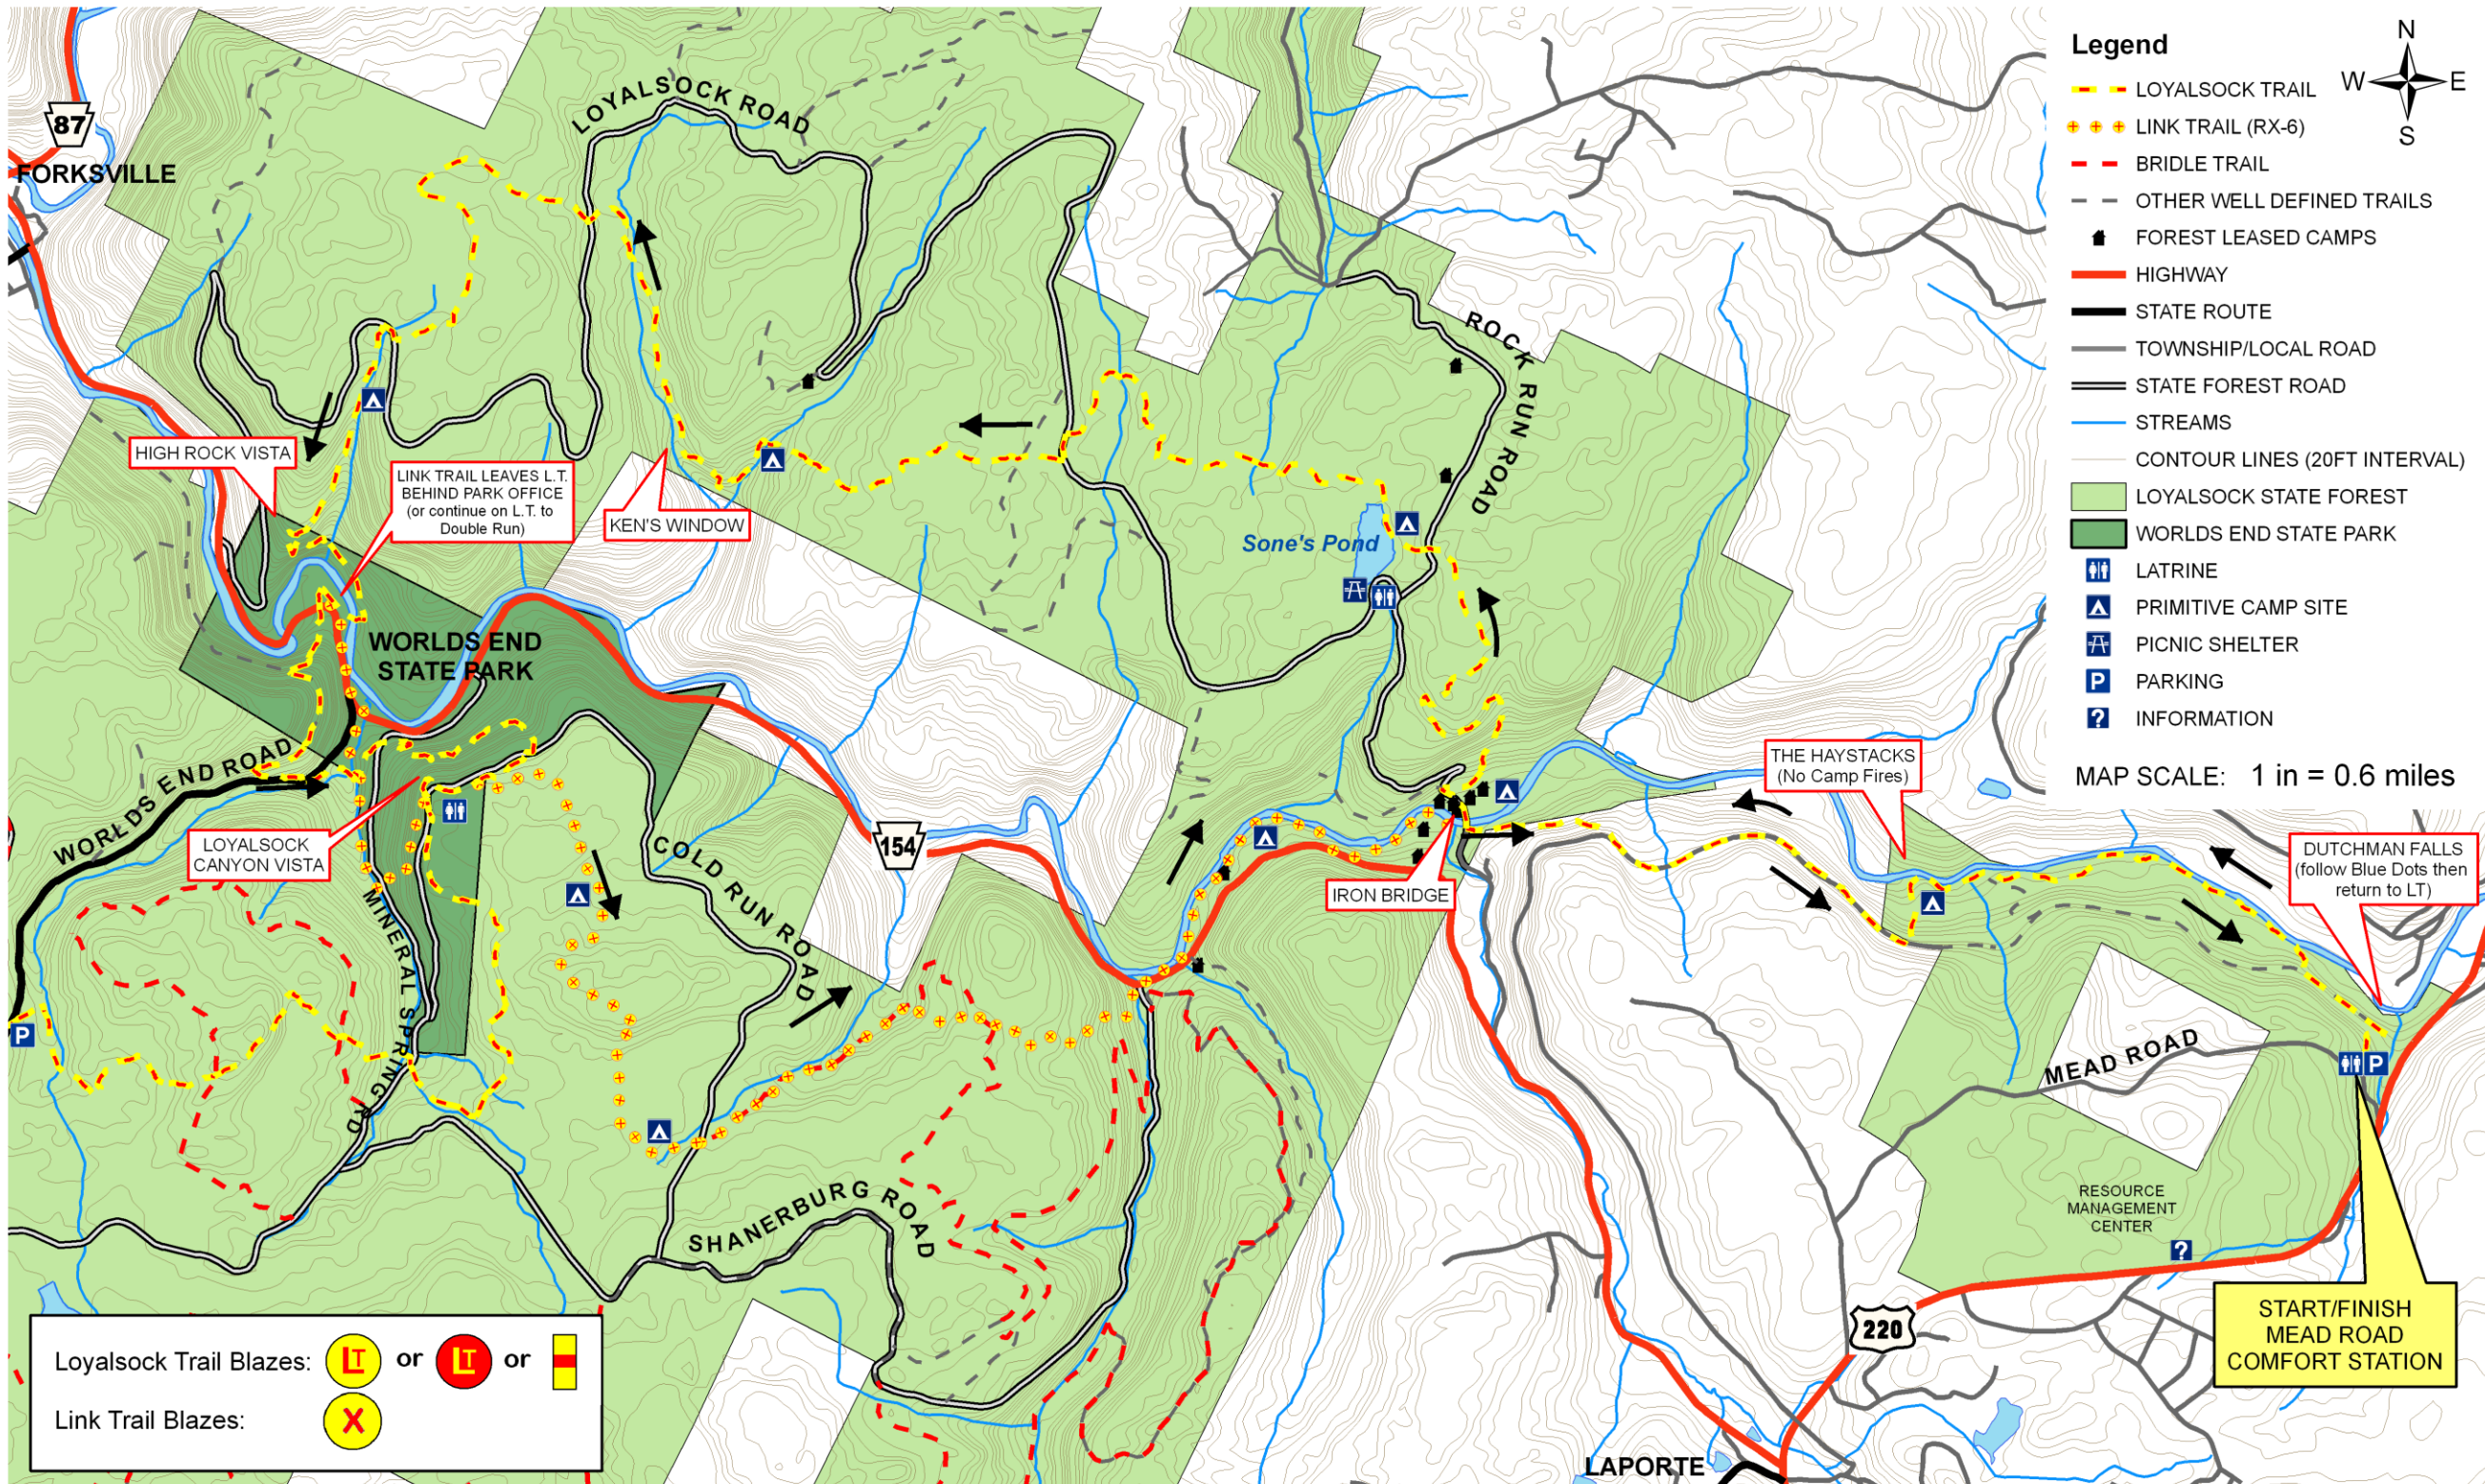 87
FORKSVILLE
LOYALSOCK ROAD
HIGH ROCK VISTA
LINK TRAIL LEAVES L.T.
BEHIND PARK OFFICE
(or continue on L.T. to
Double Run)
KEN'S WINDOW
ROCK RUN ROAD
Sone's Pond
WORLDS END
STATE PARK
WORLDS END ROAD
LOYALSOCK
CANYON VISTA
MINERAL SPRING RD
COLD RUN ROAD
154
SHANERBURG ROAD
IRON BRIDGE
THE HAYSTACKS
(No Camp Fires)
DUTCHMAN FALLS
(follow Blue Dots then
return to LT)
MEAD ROAD
P
P
RESOURCE
MANAGEMENT
CENTER
?
220
LAPORTE
START/FINISH
MEAD ROAD
COMFORT STATION
Legend
N
W E
S
LOYALSOCK TRAIL
LINK TRAIL (RX-6)
BRIDLE TRAIL
OTHER WELL DEFINED TRAILS
FOREST LEASED CAMPS
HIGHWAY
STATE ROUTE
TOWNSHIP/LOCAL ROAD
STATE FOREST ROAD
STREAMS
CONTOUR LINES (20FT INTERVAL)
LOYALSOCK STATE FOREST
WORLDS END STATE PARK
LATRINE
PRIMITIVE CAMP SITE
PICNIC SHELTER
P PARKING
? INFORMATION
MAP SCALE: 1 in = 0.6 miles
Loyalsock Trail Blazes: LT or LT or
Link Trail Blazes: X